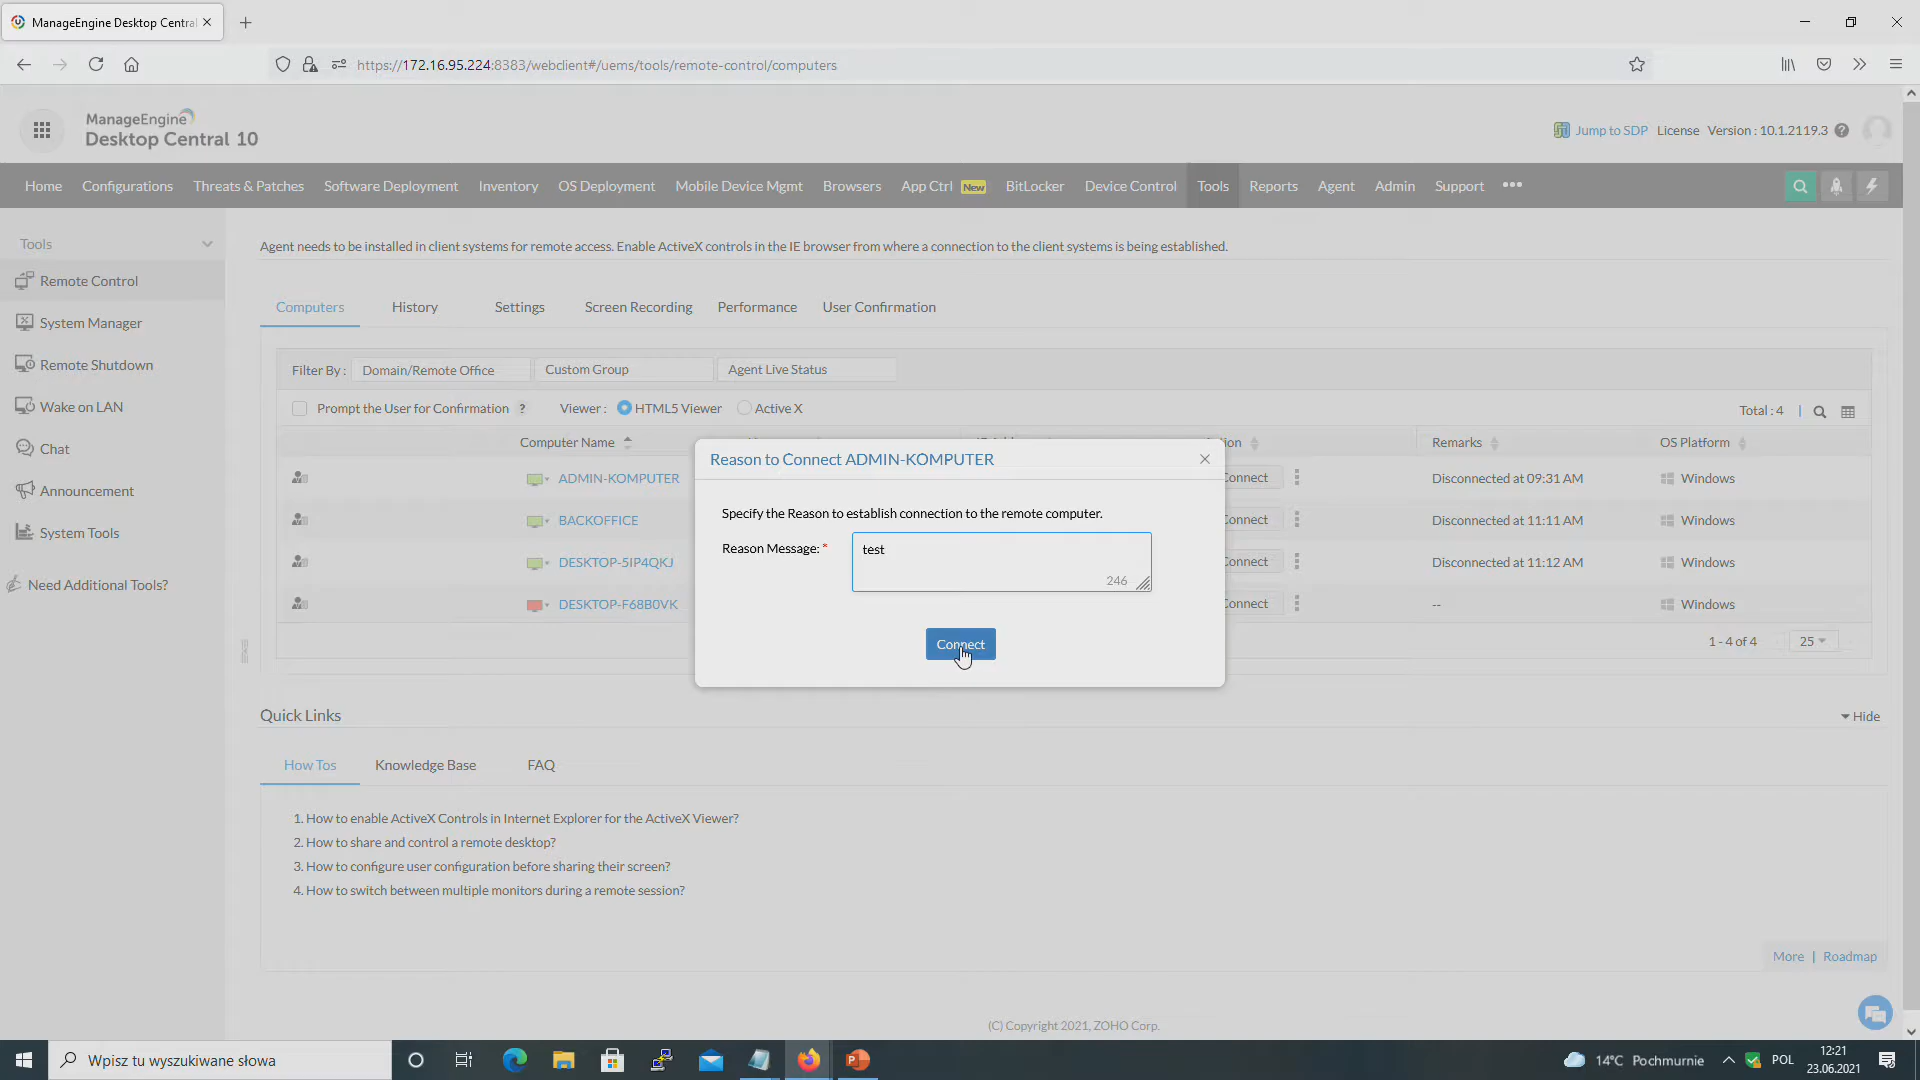 ManageEngine Desktop Central
https://172.16.95.224:8383/webclient#/uems/tools/remote-control/computers
ManageEngine
Desktop Central 10
Jump to SDP License Version : 10.1.2119.3
Home Configurations Threats & Patches Software Deployment Inventory OS Deployment Mobile Device Mgmt Browsers App Ctrl New BitLocker Device Control Tools Reports Agent Admin Support
Tools
Remote Control
System Manager
Remote Shutdown
Wake on LAN
Chat
Announcement
System Tools
Need Additional Tools?
Agent needs to be installed in client systems for remote access. Enable ActiveX controls in the IE browser from where a connection to the client systems is being established.
Computers History Settings Screen Recording Performance User Confirmation
Filter By : Domain/Remote Office Custom Group Agent Live Status
Prompt the User for Confirmation ? Viewer : HTML5 Viewer Active X Total : 4
Computer Name Remarks OS Platform
ADMIN-KOMPUTER Disconnected at 09:31 AM Windows
BACKOFFICE Disconnected at 11:11 AM Windows
DESKTOP-5IP4QKJ Disconnected at 11:12 AM Windows
DESKTOP-F68B0VK -- Windows
1 - 4 of 4 25
Reason to Connect ADMIN-KOMPUTER
Specify the Reason to establish connection to the remote computer.
Reason Message: * test
246
Connect
Quick Links Hide
How Tos Knowledge Base FAQ
1. How to enable ActiveX Controls in Internet Explorer for the ActiveX Viewer?
2. How to share and control a remote desktop?
3. How to configure user configuration before sharing their screen?
4. How to switch between multiple monitors during a remote session?
More | Roadmap
(C) Copyright 2021, ZOHO Corp.
Wpisz tu wyszukiwane słowa
14°C Pochmurnie POL 12:21
23.06.2021